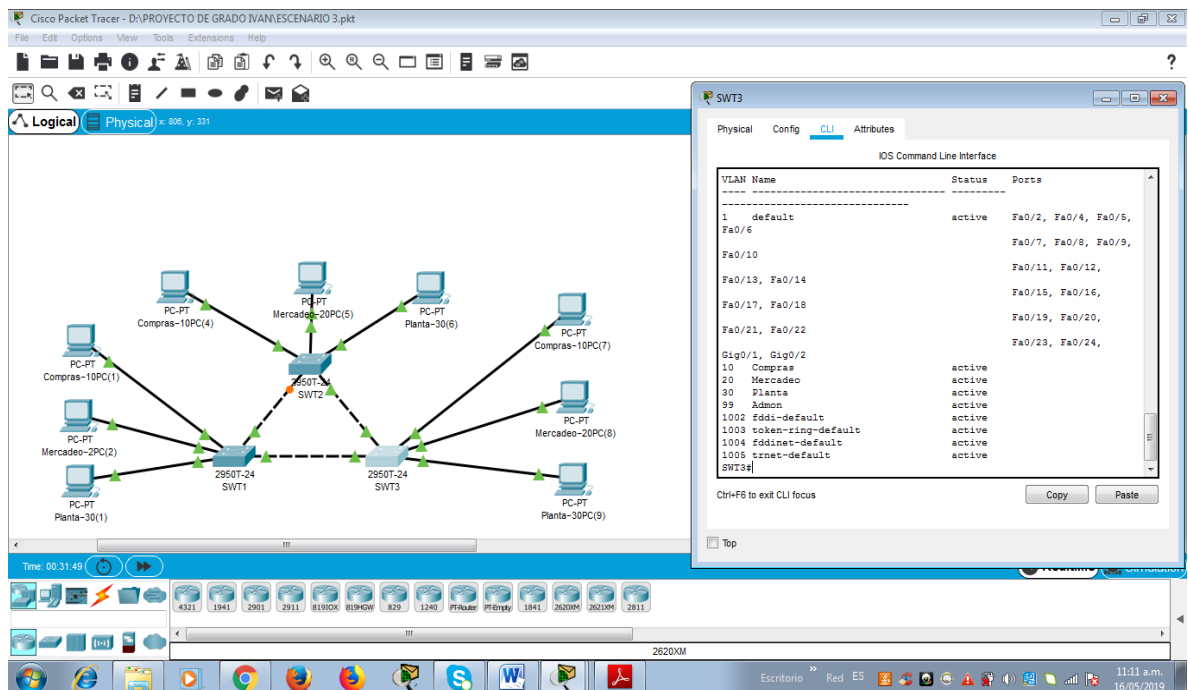 Cisco Packet Tracer - D:\PROYECTO DE GRADO IVAN\ESCENARIO 3.pkt
File Edit Options View Tools Extensions Help
?
Logical Physical x: 806, y: 331
PC-PT
Compras-10PC(4)
PC-PT
Mercadeo-20PC(5)
PC-PT
Planta-30(6)
PC-PT
Compras-10PC(7)
PC-PT
Compras-10PC(1)
2950T-24
SWT2
PC-PT
Mercadeo-20PC(8)
PC-PT
Mercadeo-2PC(2)
2950T-24
SWT1
2950T-24
SWT3
PC-PT
Planta-30(1)
PC-PT
Planta-30PC(9)
SWT3
Physical Config CLI Attributes
IOS Command Line Interface
VLAN Name Status Ports
---- -------------------------------- --------- -------------------------------
1 default active Fa0/2, Fa0/4, Fa0/5,
Fa0/6
Fa0/7, Fa0/8, Fa0/9,
Fa0/10
Fa0/11, Fa0/12,
Fa0/13, Fa0/14
Fa0/15, Fa0/16,
Fa0/17, Fa0/18
Fa0/19, Fa0/20,
Fa0/21, Fa0/22
Fa0/23, Fa0/24,
Gig0/1, Gig0/2
10 Compras active
20 Mercadeo active
30 Planta active
99 Admon active
1002 fddi-default active
1003 token-ring-default active
1004 fddinet-default active
1005 trnet-default active
SWT3#
Ctrl+F6 to exit CLI focus
Copy Paste
Top
Time: 00:31:49
4321 1941 2901 2911 819IOX 819HGW 829 1240 PT-Router PT-Empty 1841 2620XM 2621XM 2811
2620XM
Escritorio » Red ES
11:11 a.m.
16/05/2019